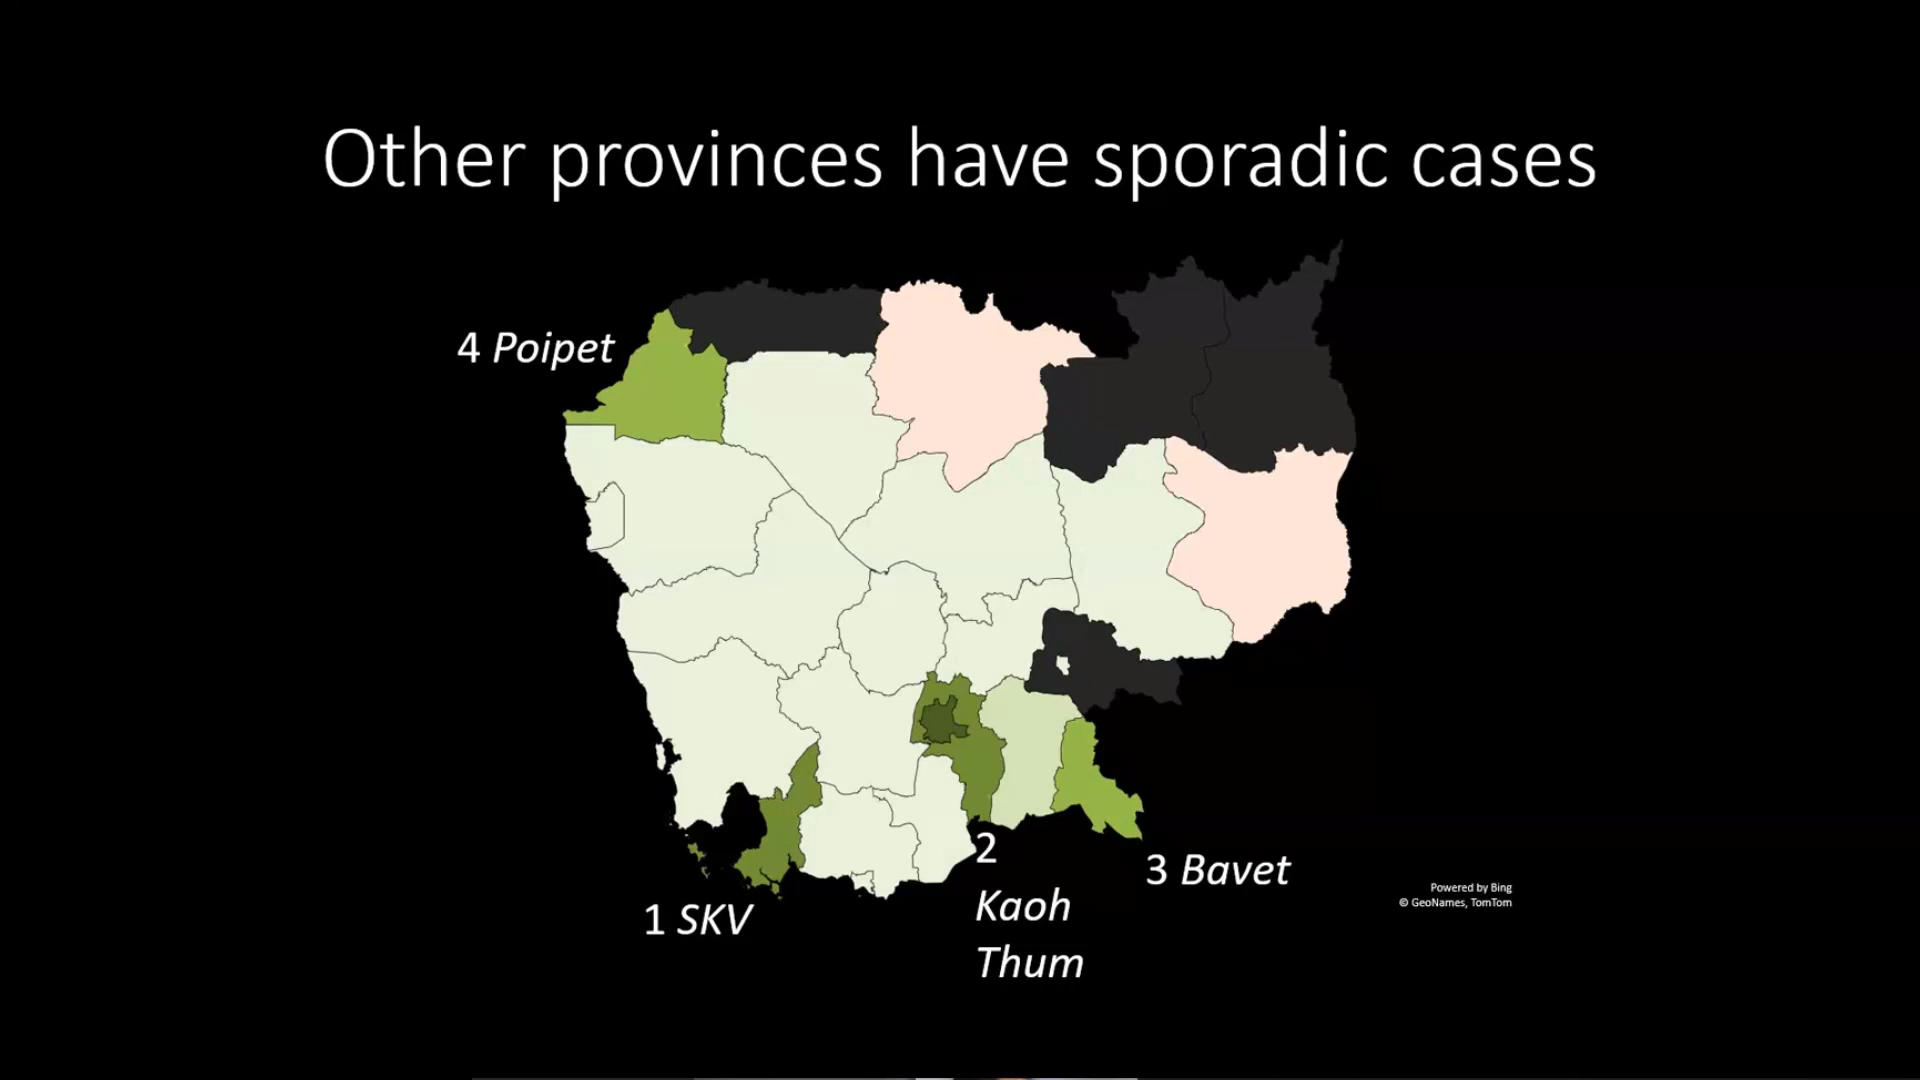 Other provinces have sporadic cases
4 Poipet
2
Kaoh
Thum
3 Bavet
1 SKV
Powered by Bing
© GeoNames, TomTom